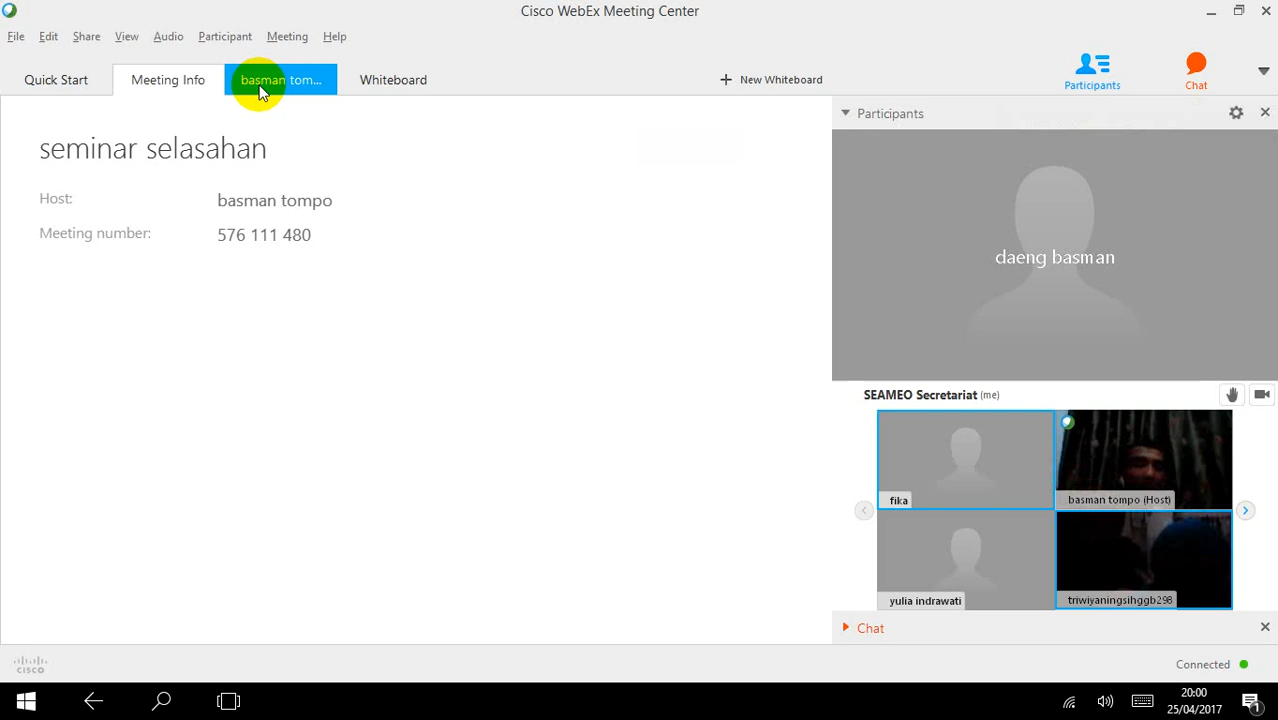 Cisco WebEx Meeting Center
File Edit Share View Audio Participant Meeting Help
Quick Start Meeting Info basman tom... Whiteboard New Whiteboard Participants Chat
Participants
seminar selasahan
Host: basman tompo
Meeting number: 576 111 480
daeng basman
SEAMEO Secretariat (me)
fika
basman tompo (Host)
yulia indrawati
triwiyaningsihggb298
Chat
cisco
Connected
20:00
25/04/2017
1